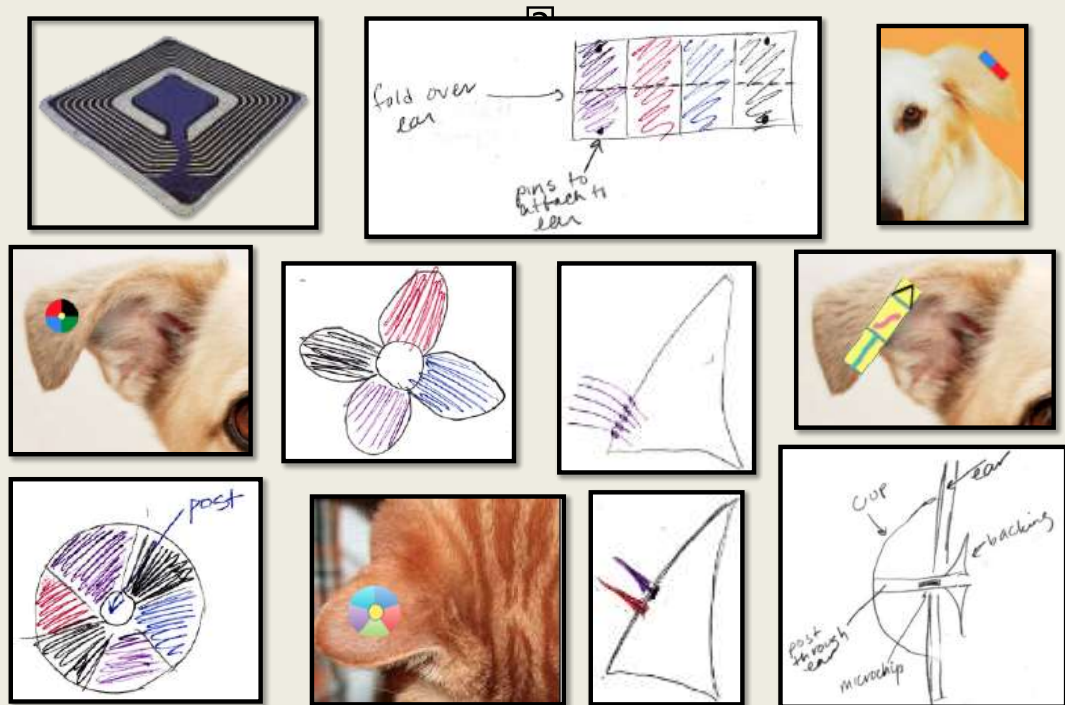 fold over
ear
pins to
attach to
ear
post
CUP
ear
backing
post
through
ear
microchip